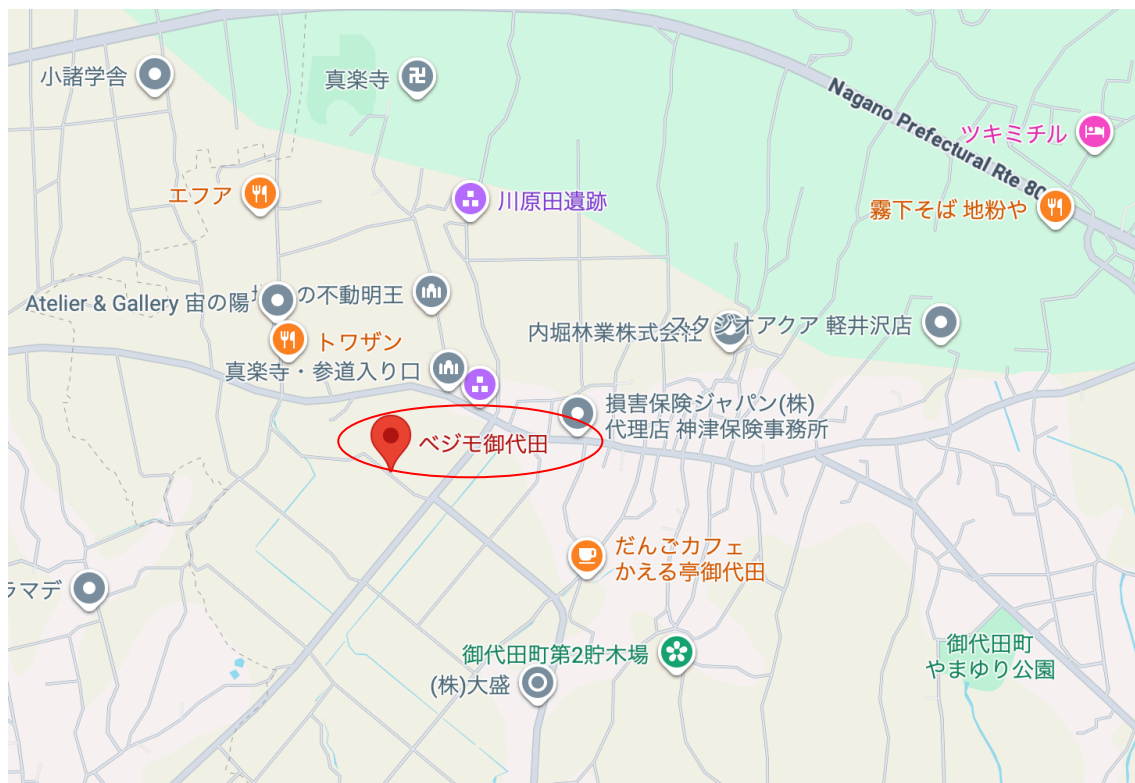 小諸学舎
真楽寺
Nagano Prefectural Rte 80
ツキミチル
エフア
川原田遺跡
霧下そば 地粉や
Atelier & Gallery 宙の陽
の不動明王
内堀林業株式会社
スタジオアクア 軽井沢店
トワザン
真楽寺・参道入り口
損害保険ジャパン(株)
代理店 神津保険事務所
ベジモ御代田
だんごカフェ
かえる亭御代田
ラマデ
御代田町第2貯木場
(株)大盛
御代田町
やまゆり公園